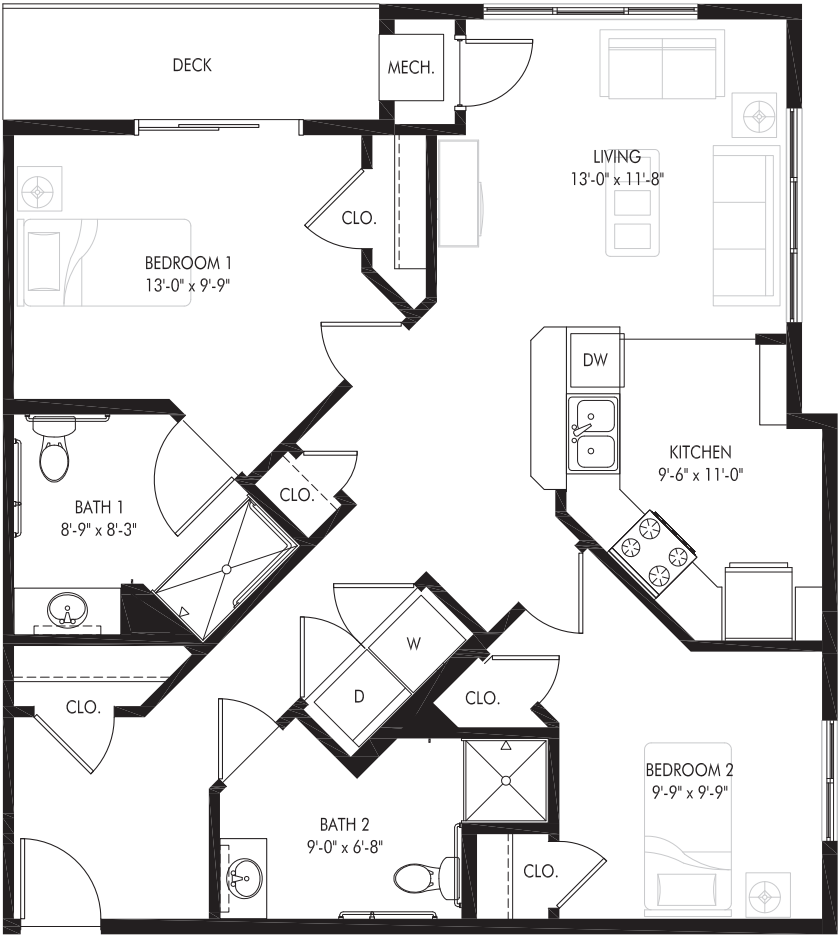 DECK
MECH.
LIVING
13'-0" x 11'-8"
CLO.
BEDROOM 1
13'-0" x 9'-9"
DW
KITCHEN
9'-6" x 11'-0"
CLO.
BATH 1
8'-9" x 8'-3"
W
D
CLO.
CLO.
BEDROOM 2
9'-9" x 9'-9"
BATH 2
9'-0" x 6'-8"
CLO.